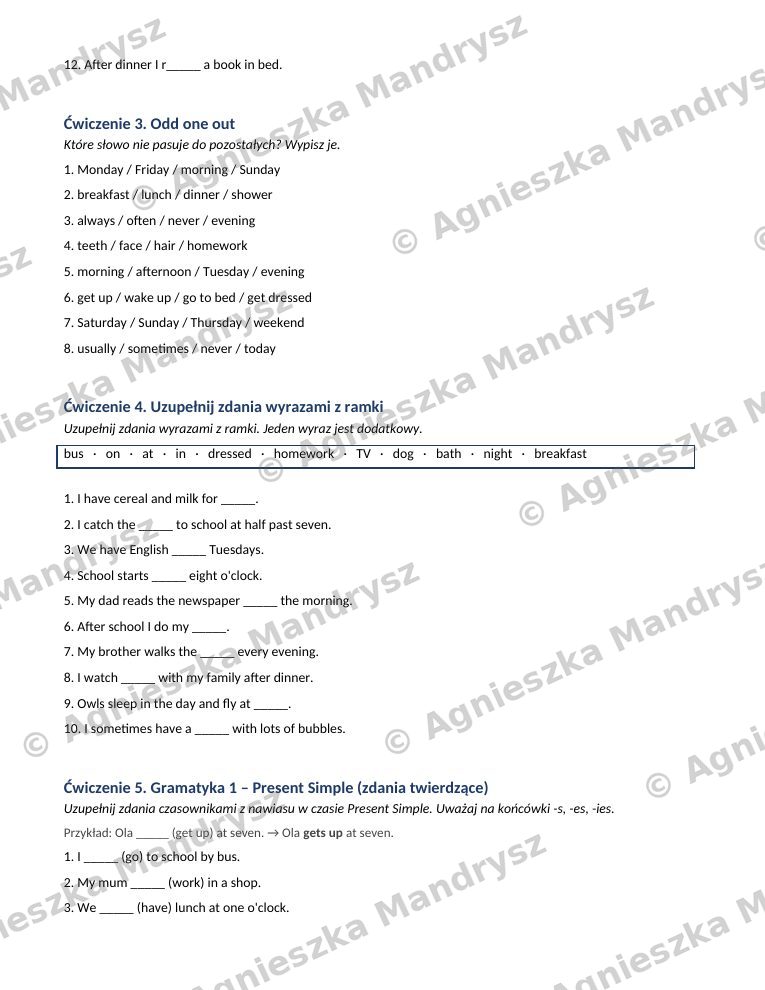 12. After dinner I r_____ a book in bed.
Ćwiczenie 3. Odd one out
Które słowo nie pasuje do pozostałych? Wypisz je.
1. Monday / Friday / morning / Sunday
2. breakfast / lunch / dinner / shower
3. always / often / never / evening
4. teeth / face / hair / homework
5. morning / afternoon / Tuesday / evening
6. get up / wake up / go to bed / get dressed
7. Saturday / Sunday / Thursday / weekend
8. usually / sometimes / never / today
Ćwiczenie 4. Uzupełnij zdania wyrazami z ramki
Uzupełnij zdania wyrazami z ramki. Jeden wyraz jest dodatkowy.
bus · on · at · in · dressed · homework · TV · dog · bath · night · breakfast
1. I have cereal and milk for _____.
2. I catch the _____ to school at half past seven.
3. We have English _____ Tuesdays.
4. School starts _____ eight o'clock.
5. My dad reads the newspaper _____ the morning.
6. After school I do my _____.
7. My brother walks the _____ every evening.
8. I watch _____ with my family after dinner.
9. Owls sleep in the day and fly at _____.
10. I sometimes have a _____ with lots of bubbles.
Ćwiczenie 5. Gramatyka 1 – Present Simple (zdania twierdzące)
Uzupełnij zdania czasownikami z nawiasu w czasie Present Simple. Uważaj na końcówki -s, -es, -ies.
Przykład: Ola _____ (get up) at seven. → Ola gets up at seven.
1. I _____ (go) to school by bus.
2. My mum _____ (work) in a shop.
3. We _____ (have) lunch at one o'clock.
© Agnieszka Mandrysz